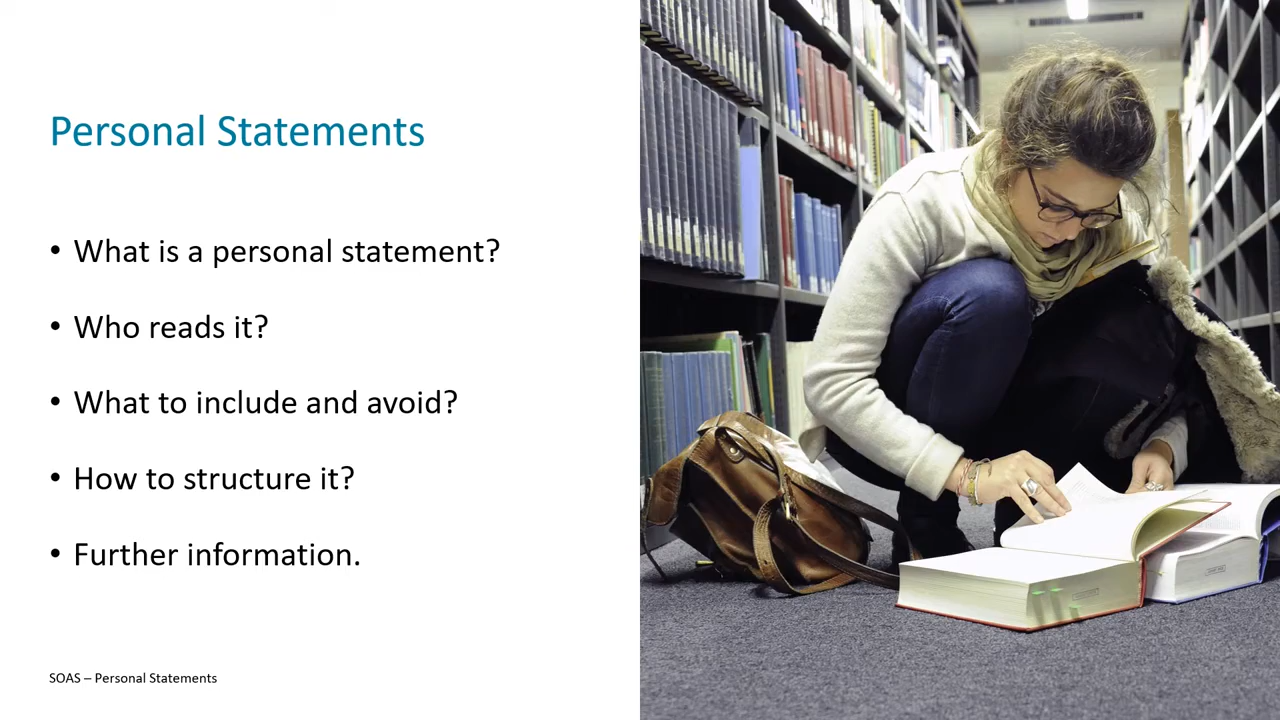 Personal Statements
• What is a personal statement?
• Who reads it?
• What to include and avoid?
• How to structure it?
• Further information.
SOAS – Personal Statements